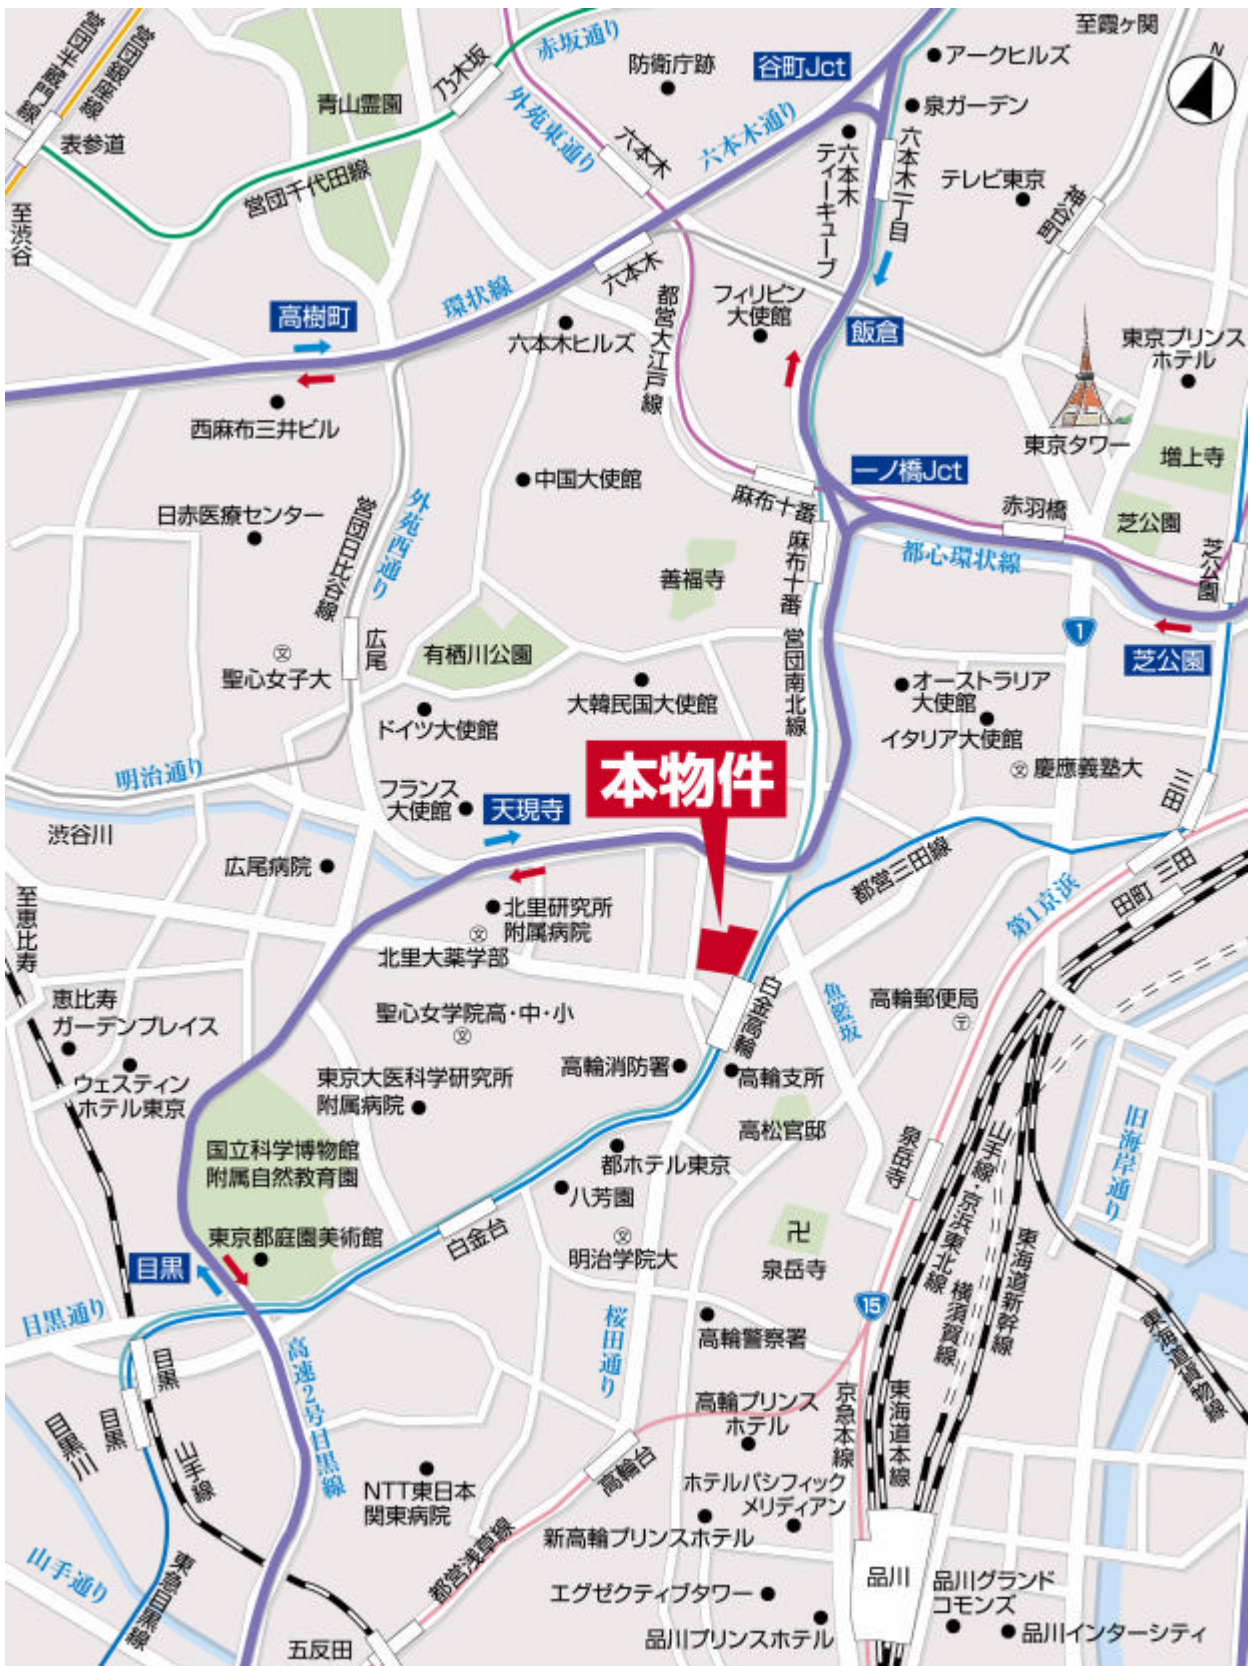 営団半蔵門線
営団銀座線
表参道
至渋谷
青山霊園
乃木坂
赤坂通り
外苑東通り
防衛庁跡
谷町Jct
アークヒルズ
至霞ヶ関
N
泉ガーデン
六本木
六本木通り
六本木
ティーキューブ
六本木一丁目
テレビ東京
神谷町
営団千代田線
高樹町
環状線
六本木
六本木ヒルズ
都営大江戸線
フィリピン
大使館
飯倉
東京プリンス
ホテル
東京タワー
西麻布三井ビル
中国大使館
一ノ橋Jct
増上寺
日赤医療センター
営団日比谷線
外苑西通り
麻布十番
麻布十番
赤羽橋
芝公園
都心環状線
芝公園
善福寺
広尾
有栖川公園
聖心女子大
営団南北線
1
芝公園
大韓民国大使館
オーストラリア
大使館
ドイツ大使館
イタリア大使館
慶應義塾大
文
文
明治通り
本物件
フランス
大使館
天現寺
三田
渋谷川
広尾病院
都営三田線
第1京浜
田町
三田
至恵比寿
北里研究所
附属病院
文
北里大薬学部
恵比寿
ガーデンプレイス
聖心女学院高・中・小
文
白金高輪
魚籃坂
高輪郵便局
〒
ウェスティン
ホテル東京
東京大医科学研究所
附属病院
高輪消防署
高輪支所
高松宮邸
国立科学博物館
附属自然教育園
都ホテル東京
八芳園
泉岳寺
山手線・京浜東北線
旧海岸通り
東京都庭園美術館
白金台
文
明治学院大
卍
泉岳寺
横須賀線
東海道新幹線
目黒
目黒通り
15
桜田通り
高輪警察署
東海道貨物線
目黒
目黒
目黒川
山手線
高速2号目黒線
高輪プリンス
ホテル
京急本線
東海道本線
NTT東日本
関東病院
高輪台
ホテルパシフィック
メリディアン
新高輪プリンスホテル
都営浅草線
山手通り
東急目黒線
エグゼクティブタワー
品川
品川グランド
コモンズ
五反田
品川プリンスホテル
品川インターシティ